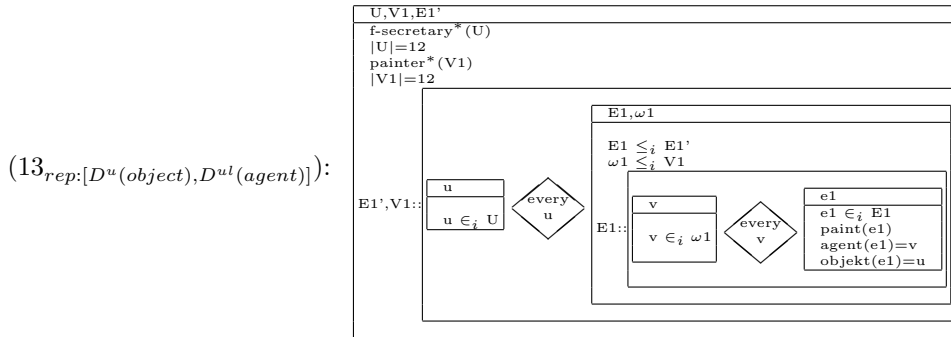 U,V1,E1'
f-secretary*(U)
|U|=12
painter*(V1)
|V1|=12
(13rep:[Du(object),Dul(agent)]):
E1',V1::
u
u ∈i U
every
u
E1,ω1
E1 ≤i E1'
ω1 ≤i V1
E1::
v
v ∈i ω1
every
v
e1
e1 ∈i E1
paint(e1)
agent(e1)=v
objekt(e1)=u